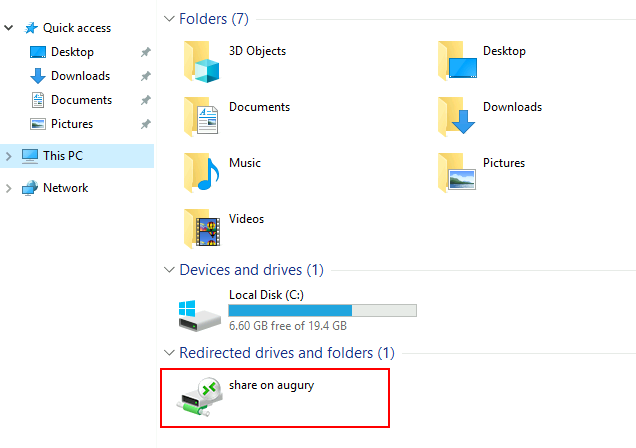 Quick access
Desktop
Downloads
Documents
Pictures
This PC
Network
Folders (7)
3D Objects
Desktop
Documents
Downloads
Music
Pictures
Videos
Devices and drives (1)
Local Disk (C:)
6.60 GB free of 19.4 GB
Redirected drives and folders (1)
share on augury